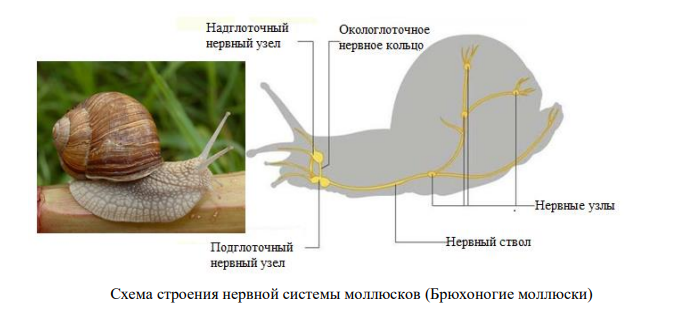 Надглоточный
нервный узел
Окологлоточное
нервное кольцо
Нервные узлы
Нервный ствол
Подглоточный
нервный узел
Схема строения нервной системы моллюсков (Брюхоногие моллюски)